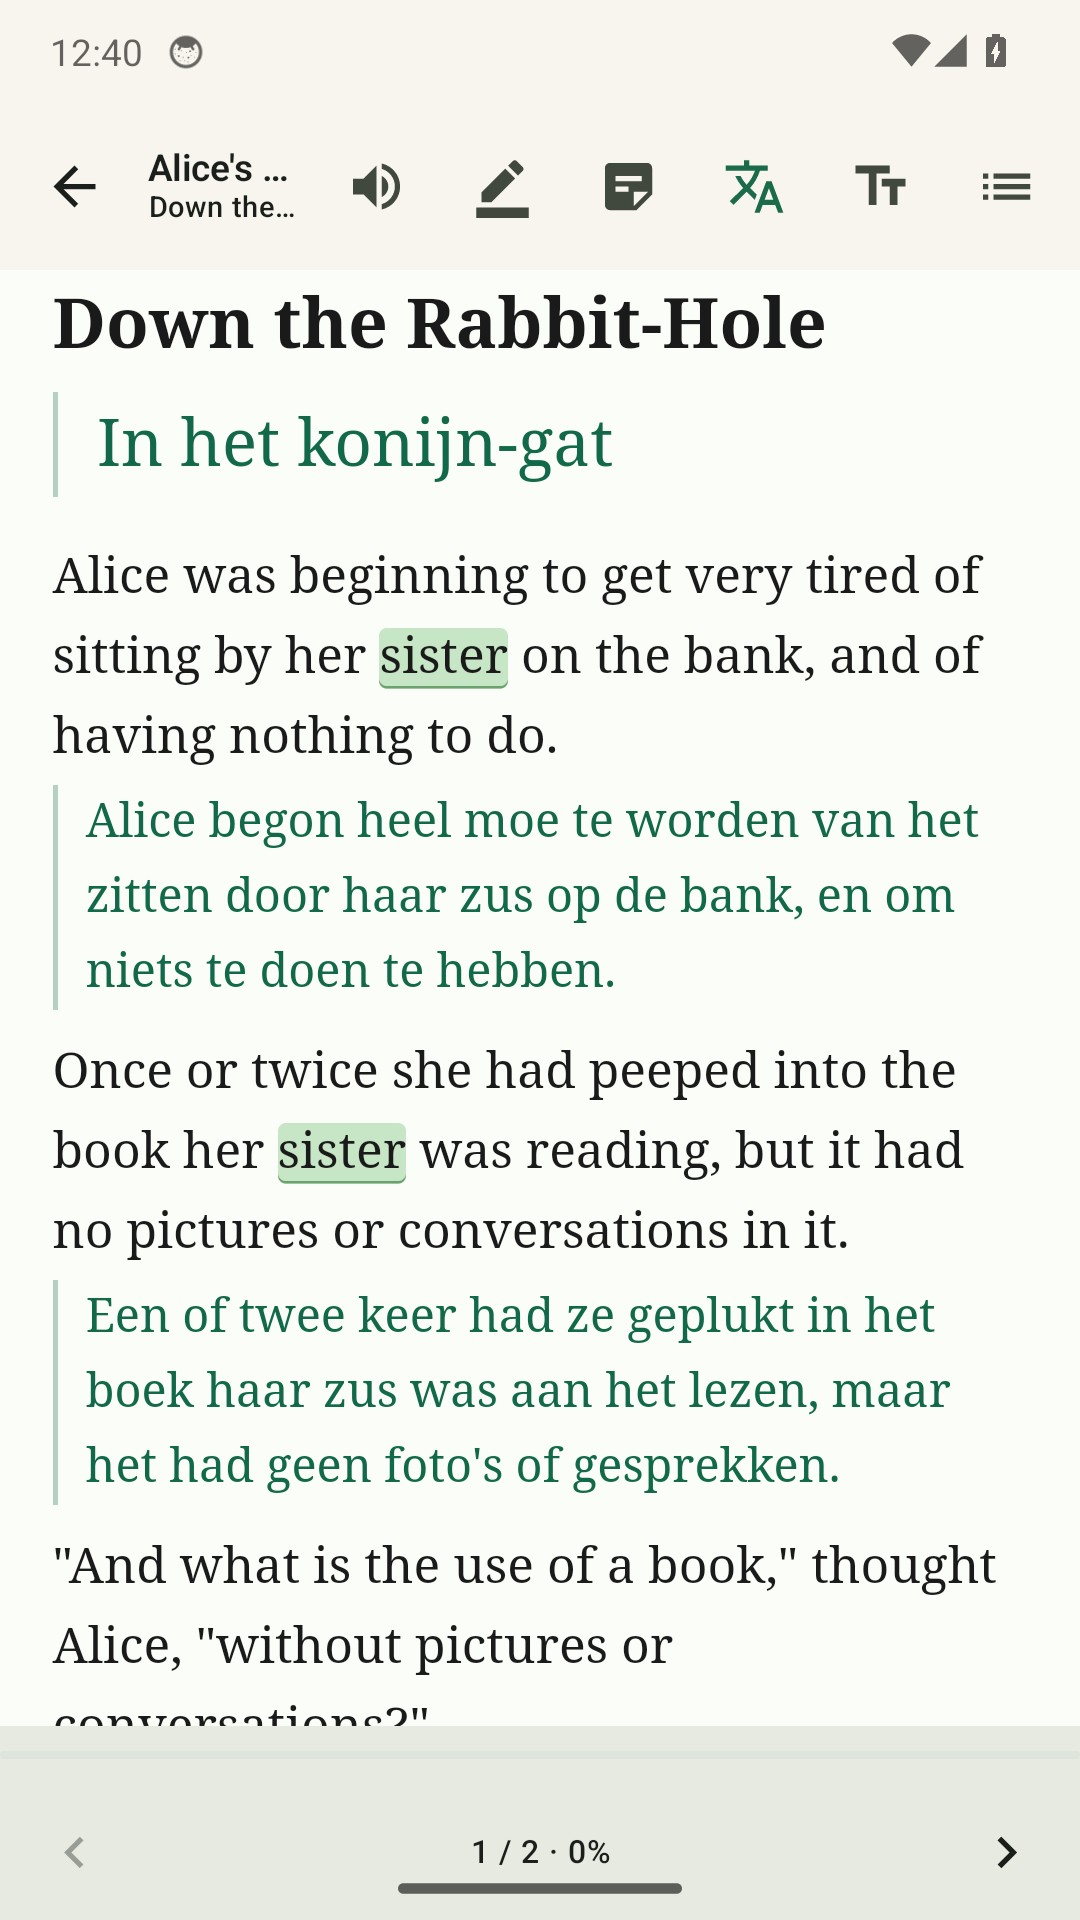 12:40
Alice's ...
Down the...
Down the Rabbit-Hole
In het konijn-gat
Alice was beginning to get very tired of
sitting by her sister on the bank, and of
having nothing to do.
Alice begon heel moe te worden van het
zitten door haar zus op de bank, en om
niets te doen te hebben.
Once or twice she had peeped into the
book her sister was reading, but it had
no pictures or conversations in it.
Een of twee keer had ze geplukt in het
boek haar zus was aan het lezen, maar
het had geen foto's of gesprekken.
"And what is the use of a book," thought
Alice, "without pictures or
conversations?"
1 / 2 · 0%